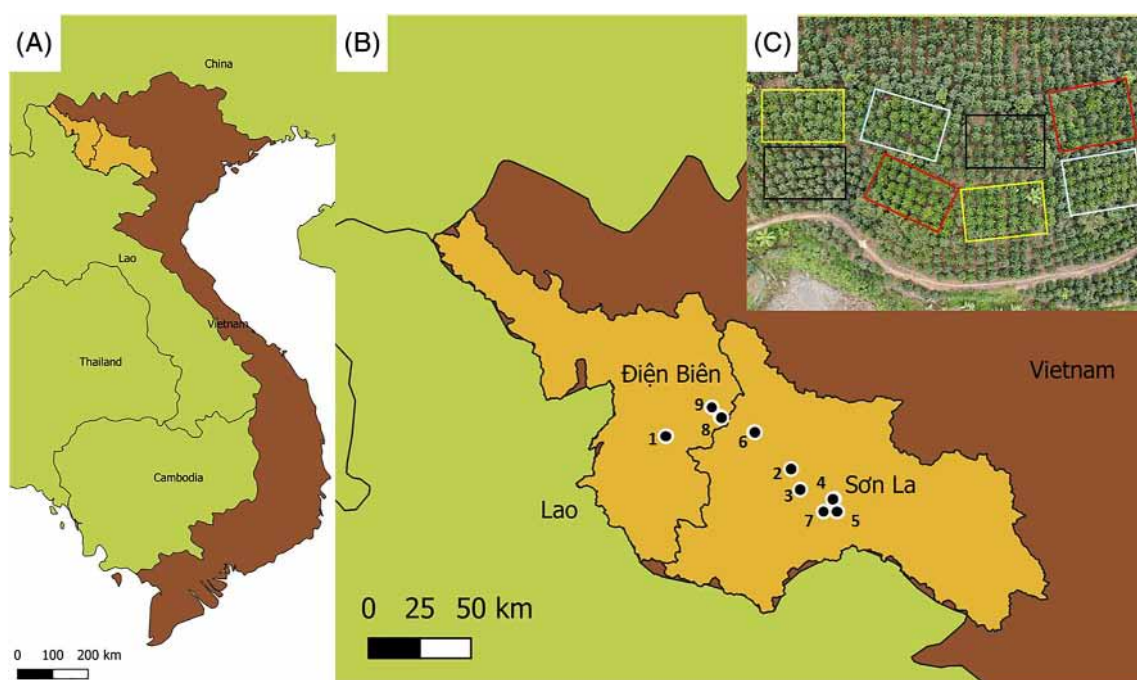 (A)
China
Lao
Vietnam
Thailand
Cambodia
0 100 200 km
(B)
Điện Biên
Vietnam
9
8
1
6
2
3
4
Sơn La
7
5
Lao
0 25 50 km
(C)